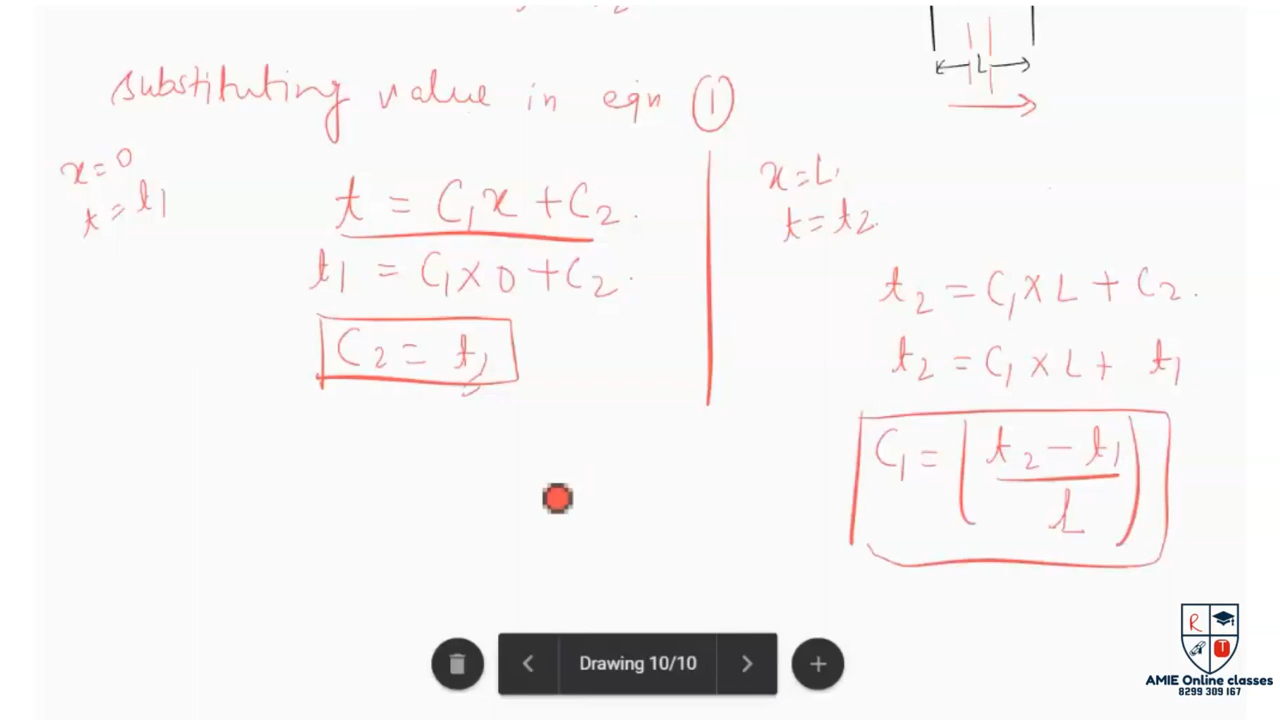 2
L
substituting value in eqn ①
x=0
t=t1
t = C1x + C2.
t1 = C1×0+C2.
C2 = t1
x=L
t=t2.
t2 = C1×L + C2.
t2 = C1×L+ t1
C1 = (t2-t1/L)
Drawing 10/10
R
T
AMIE Online classes
8299 309 167